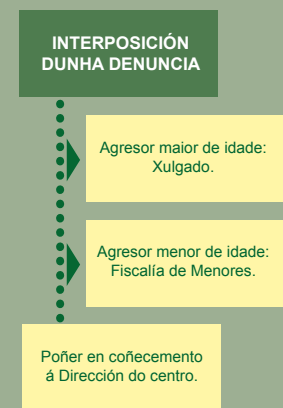 INTERPOSICIÓN
DUNHA DENUNCIA
Agresor maior de idade:
Xulgado.
Agresor menor de idade:
Fiscalía de Menores.
Poñer en coñecemento
á Dirección do centro.